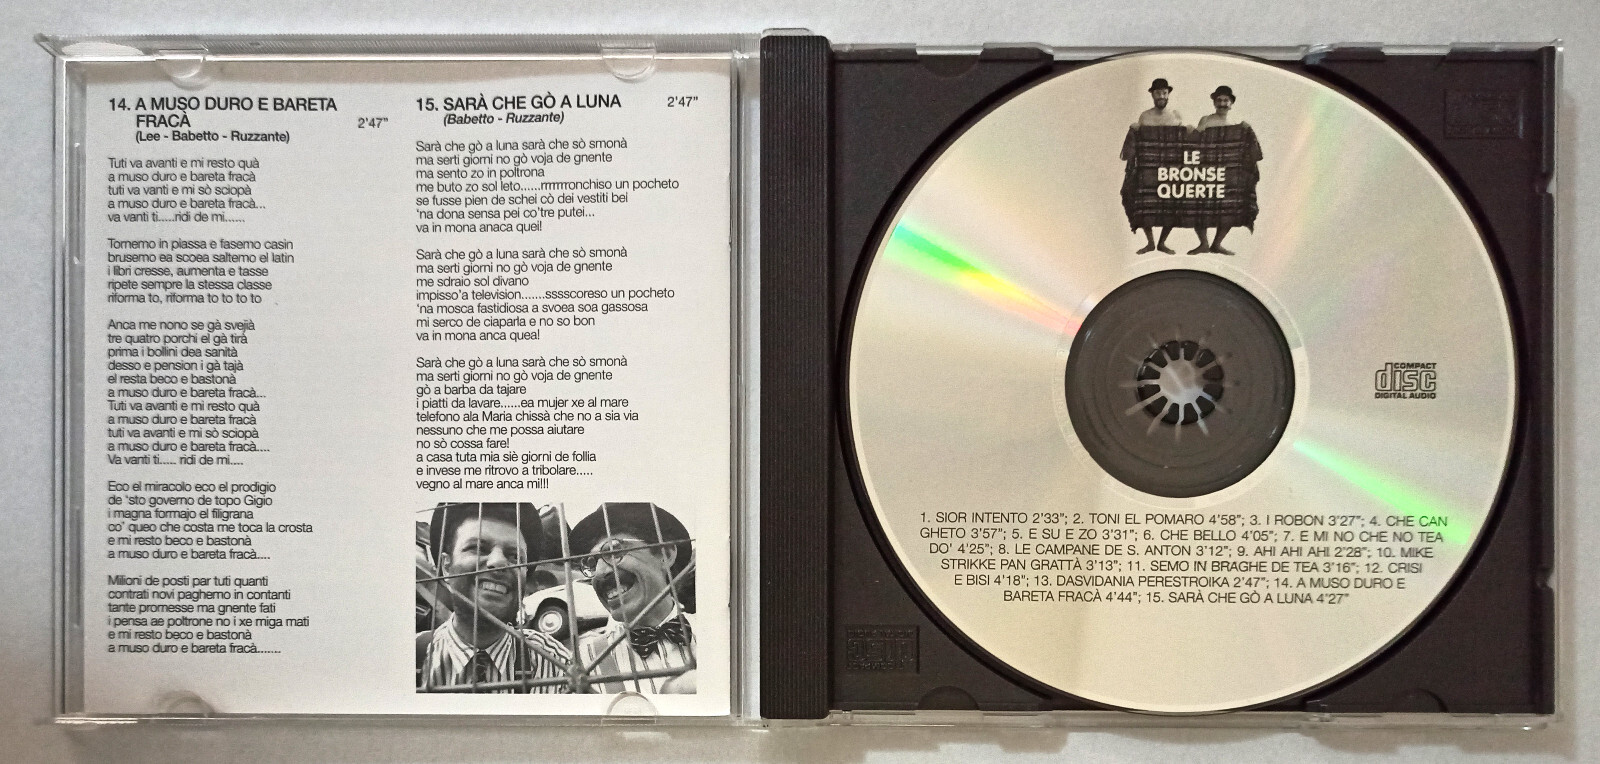 14. A MUSO DURO E BARETA
FRACÀ 2'47"
(Lee - Babetto - Ruzzante)
Tuti va avanti e mi resto quà
a muso duro e bareta fracà
tuti va vanti e mi sò sciopà
a muso duro e bareta fracà...
va vanti ti.....ridi de mi......
Tornemo in piassa e fasemo casin
brusemo ea scoea saltemo el latin
i libri cresse, aumenta e tasse
ripete sempre la stessa classe
riforma to, riforma to to to to
Anca me nono se gà svejià
tre quatro porchi el gà tirà
prima i bollini dea sanità
desso e pension i gà tajà
el resta beco e bastonà
a muso duro e bareta fracà...
Tuti va avanti e mi resto quà
a muso duro e bareta fracà
tuti va avanti e mi sò sciopà
a muso duro e bareta fracà....
Va vanti ti..... ridi de mi....
Eco el miracolo eco el prodigio
de 'sto governo de topo Gigio
i magna formajo el filigrana
co' queo che costa me toca la crosta
e mi resto beco e bastonà
a muso duro e bareta fracà....
Milioni de posti par tuti quanti
contrati novi paghemo in contanti
tante promesse ma gnente fati
i pensa ae poltrone no i xe miga mati
e mi resto beco e bastonà
a muso duro e bareta fracà.......
15. SARÀ CHE GÒ A LUNA 2'47"
(Babetto - Ruzzante)
Sarà che gò a luna sarà che sò smonà
ma serti giorni no gò voja de gnente
ma sento zo in poltrona
me buto zo sol leto......rrrrrrronchiso un pocheto
se fusse pien de schei cò dei vestiti bei
'na dona sensa pei co'tre putei...
va in mona anaca quel!
Sarà che gò a luna sarà che sò smonà
ma serti giorni no gò voja de gnente
me sdraio sol divano
impisso'a television.......sssscoreso un pocheto
'na mosca fastidiosa a svoea soa gassosa
mi serco de ciaparla e no so bon
va in mona anca quea!
Sarà che gò a luna sarà che sò smonà
ma serti giorni no gò voja de gnente
gò a barba da tajare
i piatti da lavare......ea mujer xe al mare
telefono ala Maria chissà che no a sia via
nessuno che me possa aiutare
no sò cossa fare!
a casa tuta mia siè giorni de follia
e invese me ritrovo a tribolare.....
vegno al mare anca mi!!!
LE
BRONSE
QUERTE
COMPACT
disc
DIGITAL AUDIO
1. SIOR INTENTO 2'33"; 2. TONI EL POMARO 4'58"; 3. I ROBON 3'27"; 4. CHE CAN
GHETO 3'57"; 5. E SU E ZO 3'31"; 6. CHE BELLO 4'05"; 7. E MI NO CHE NO TEA
DO' 4'25"; 8. LE CAMPANE DE S. ANTON 3'12"; 9. AHI AHI AHI 2'28"; 10. MIKE
STRIKKE PAN GRATTÀ 3'13"; 11. SEMO IN BRAGHE DE TEA 3'16"; 12. CRISI
E BISI 4'18"; 13. DASVIDANIA PERESTROIKA 2'47"; 14. A MUSO DURO E
BARETA FRACÀ 4'44"; 15. SARÀ CHE GÒ A LUNA 4'27"